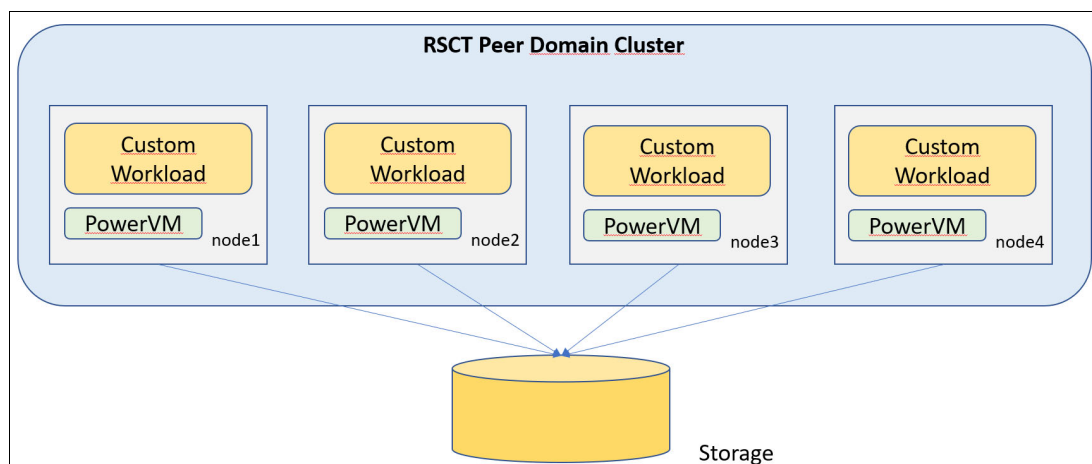 RSCT Peer Domain Cluster
Custom
Workload
PowerVM
node1
Custom
Workload
PowerVM
node2
Custom
Workload
PowerVM
node3
Custom
Workload
PowerVM
node4
Storage